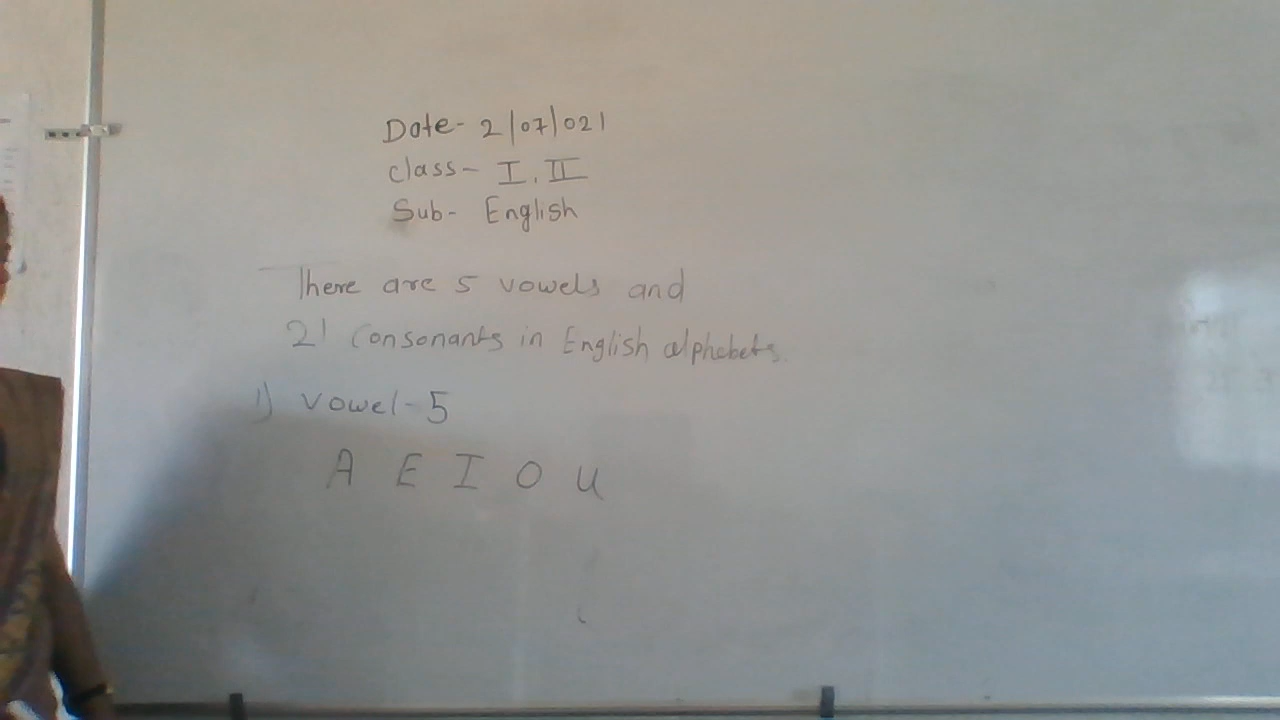 Date- 2/07/021
class- I, II
Sub- English
There are 5 vowels and
21 consonants in English alphabets.
1) vowel-5
A E I O U